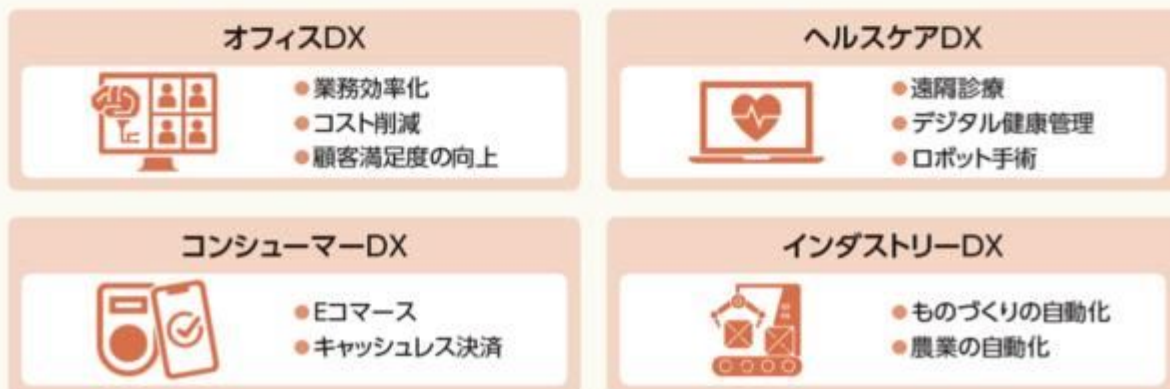 オフィスDX
●業務効率化
●コスト削減
●顧客満足度の向上
ヘルスケアDX
●遠隔診療
●デジタル健康管理
●ロボット手術
コンシューマーDX
●Eコマース
●キャッシュレス決済
インダストリーDX
●ものづくりの自動化
●農業の自動化